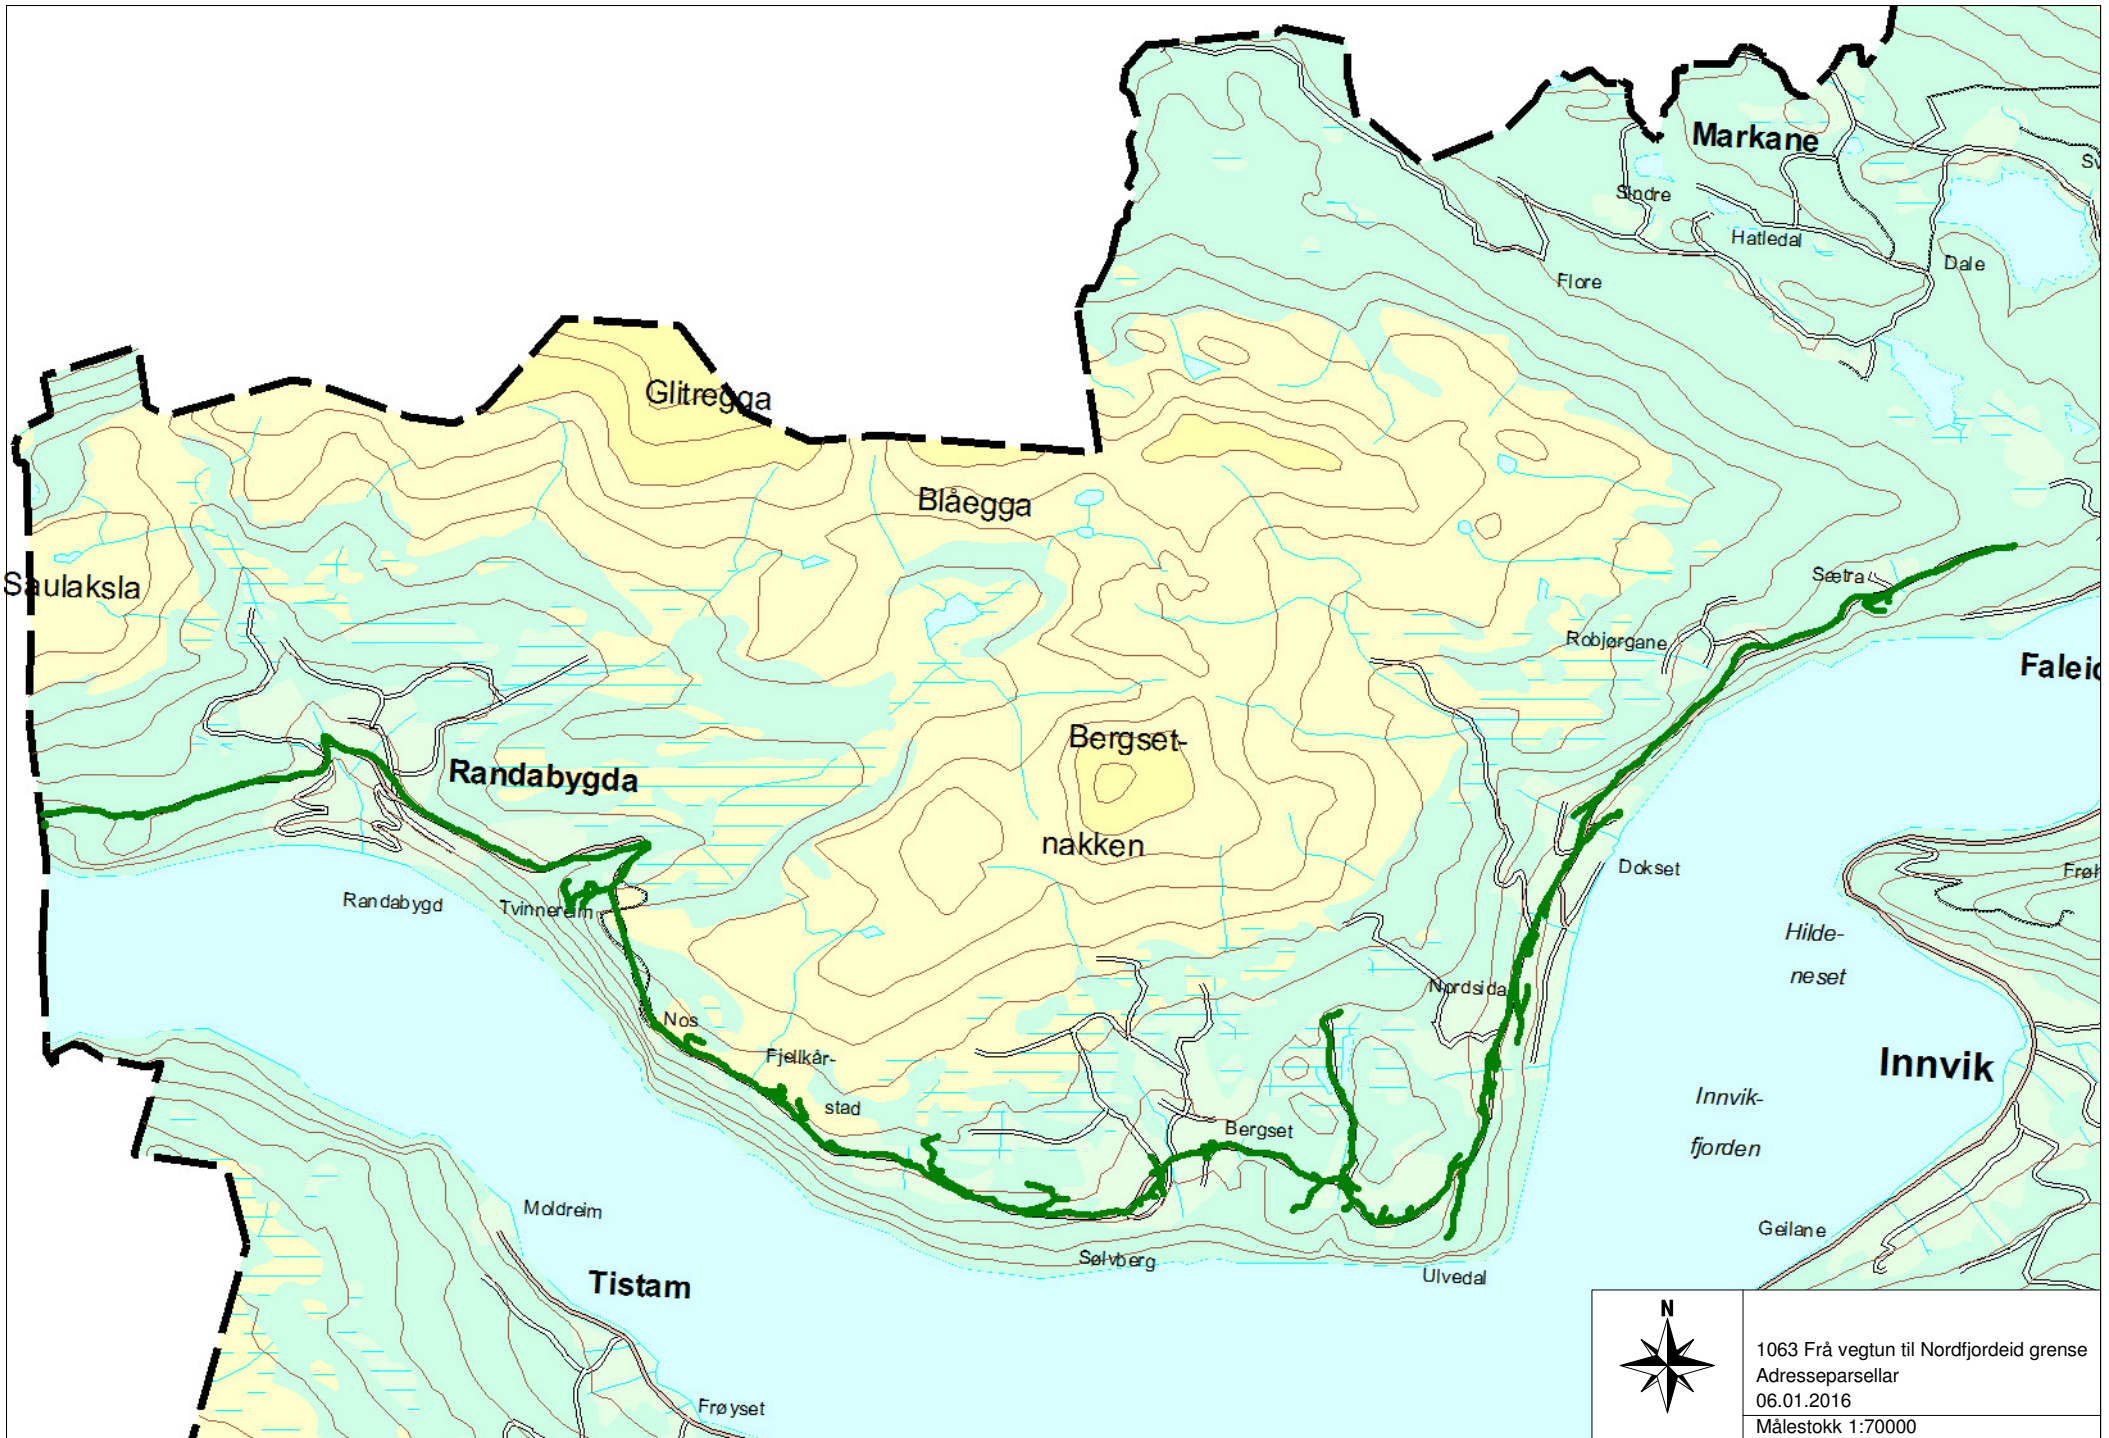 Markane
Sindre
Hatledal
Dale
Flore
Glitregga
Blåegga
Saulaksla
Sætra
Robjørgane
Bergset-
nakken
Randabygda
Dokset
Randabygd
Tvinnereim
Hilde-
neset
Nordsida
Nos
Fjellkår-
stad
Innvik
Innvik-
fjorden
Bergset
Moldreim
Geilane
Sølvberg
Ulvedal
Tistam
Frøyset
N
1063 Frå vegtun til Nordfjordeid grense
Adresseparsellar
06.01.2016
Målestokk 1:70000